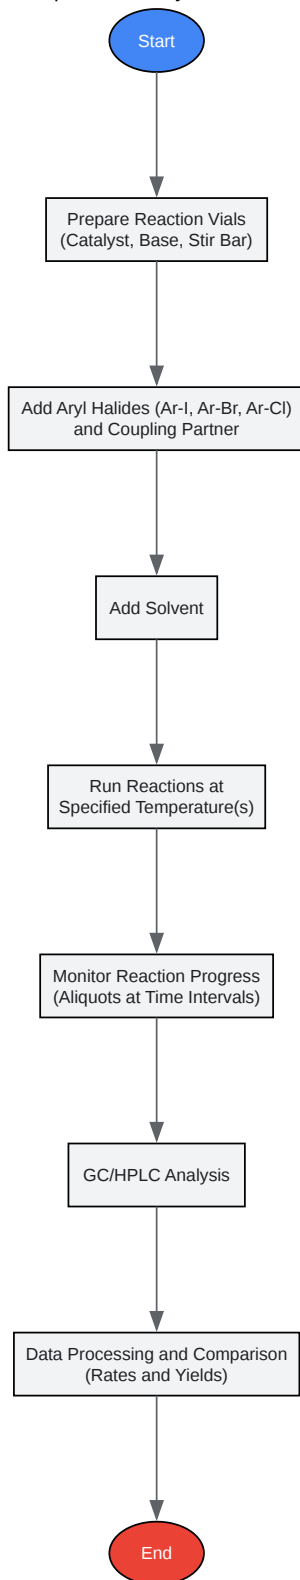 Start
Prepare Reaction Vials
(Catalyst, Base, Stir Bar)
Add Aryl Halides (Ar-I, Ar-Br, Ar-Cl)
and Coupling Partner
Add Solvent
Run Reactions at
Specified Temperature(s)
Monitor Reaction Progress
(Aliquots at Time Intervals)
GC/HPLC Analysis
Data Processing and Comparison
(Rates and Yields)
End